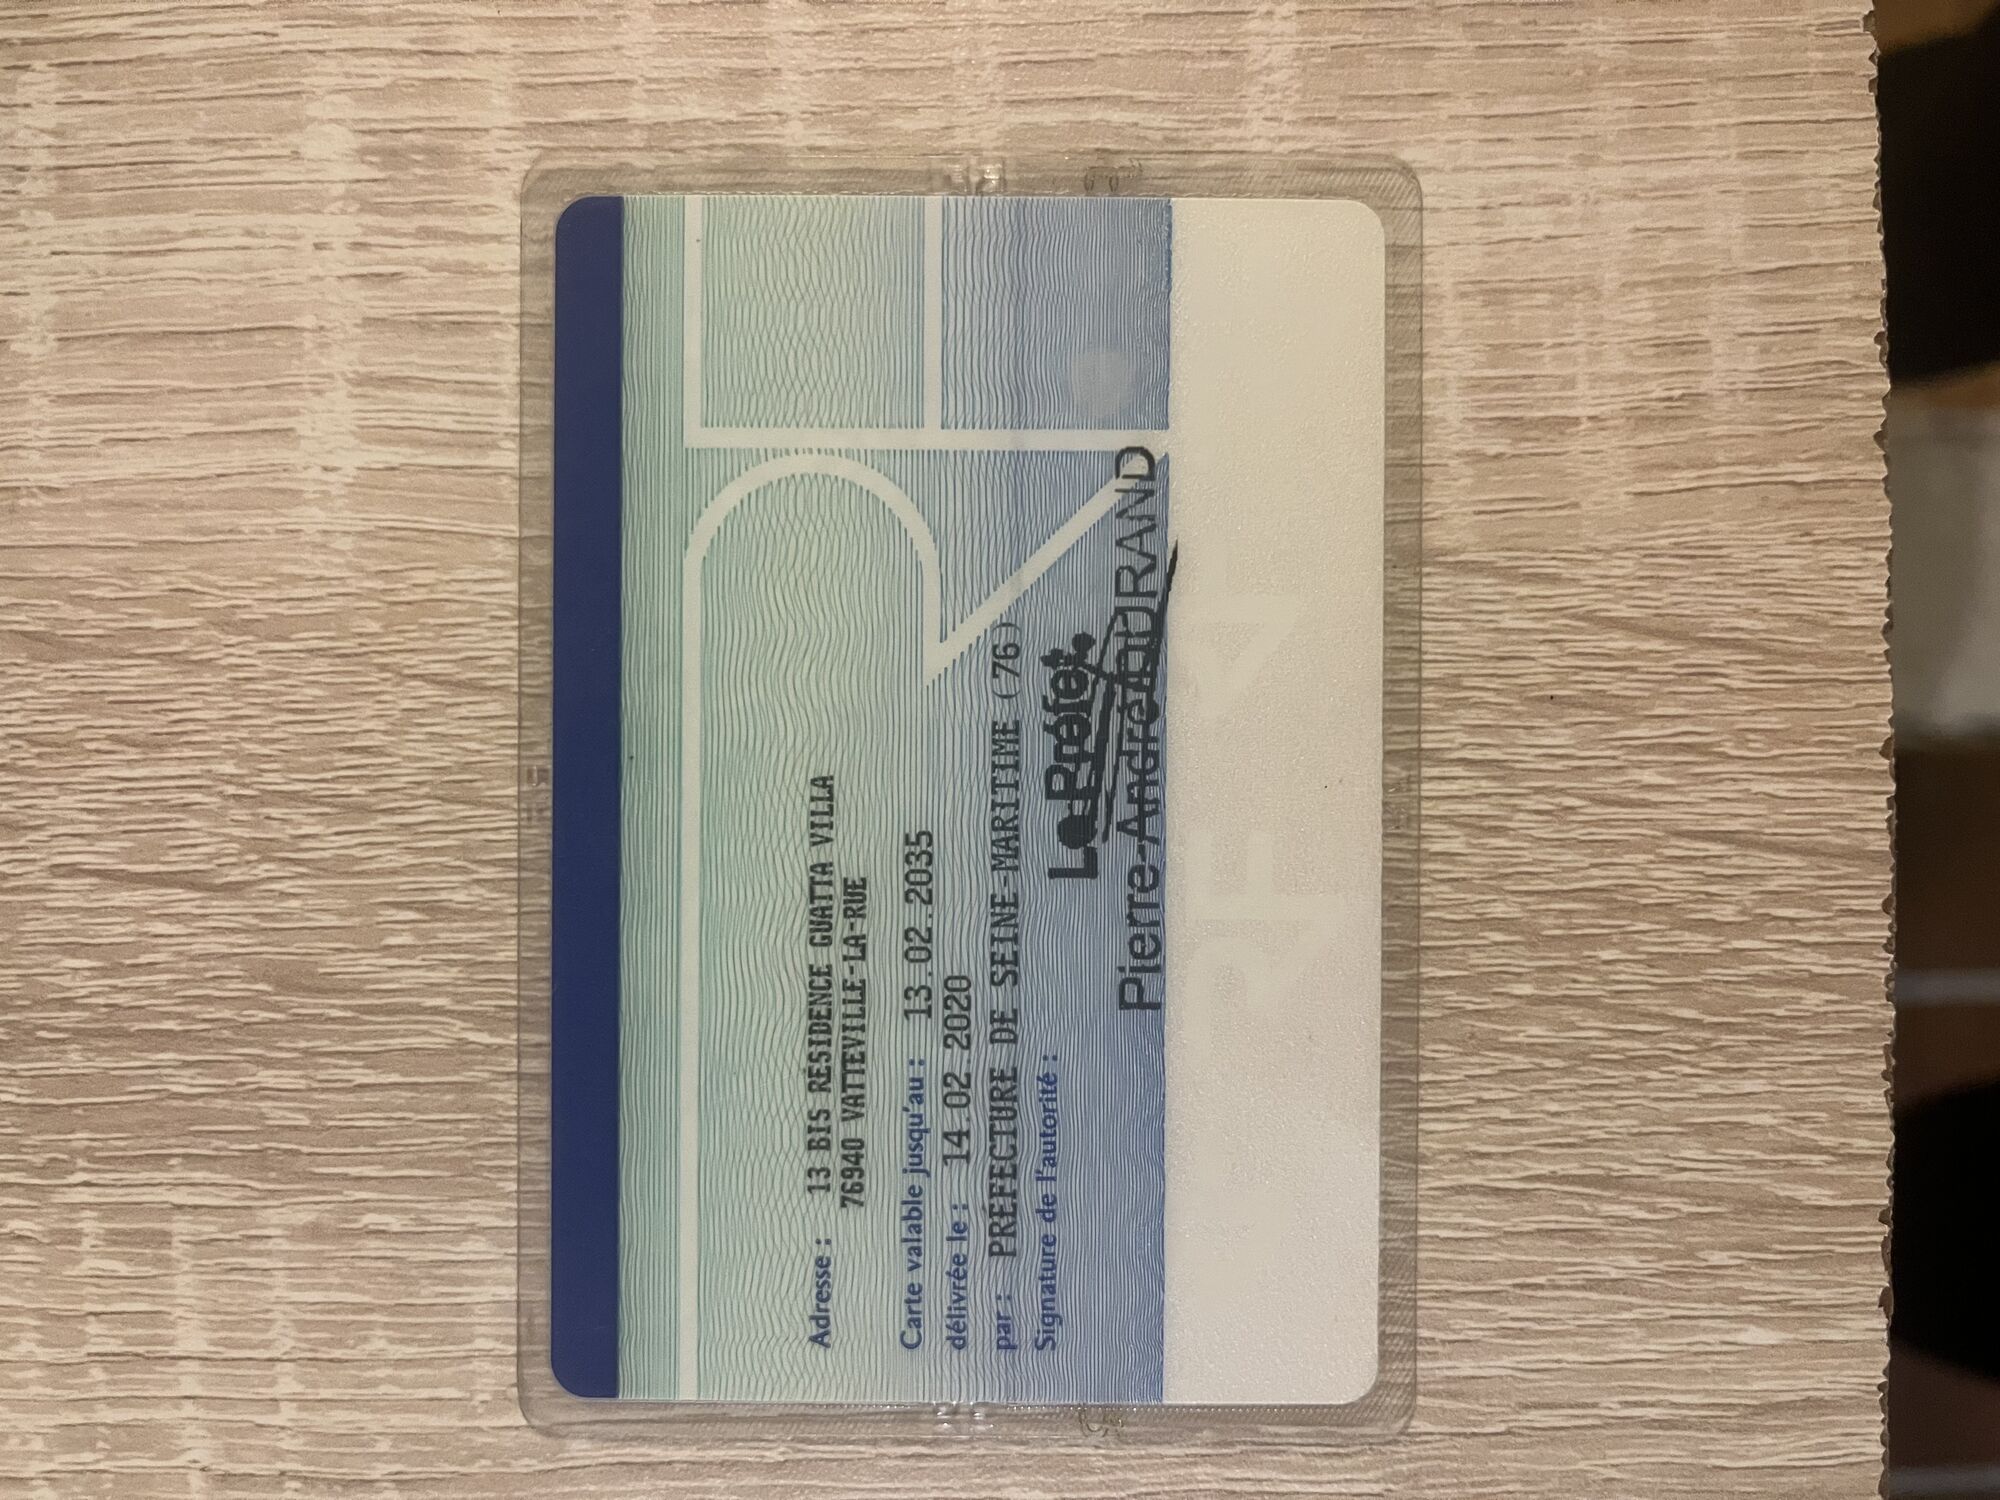 Adresse : 13 BIS RESIDENCE GUATTA VILLA
76940 VATTEVILLE-LA-RUE
Carte valable jusqu'au : 13.02.2035
délivrée le : 14.02.2020
par : PREFECTURE DE SEINE-MARITIME (76)
Signature de l'autorité :
Le Préfet
Pierre-André DURAND